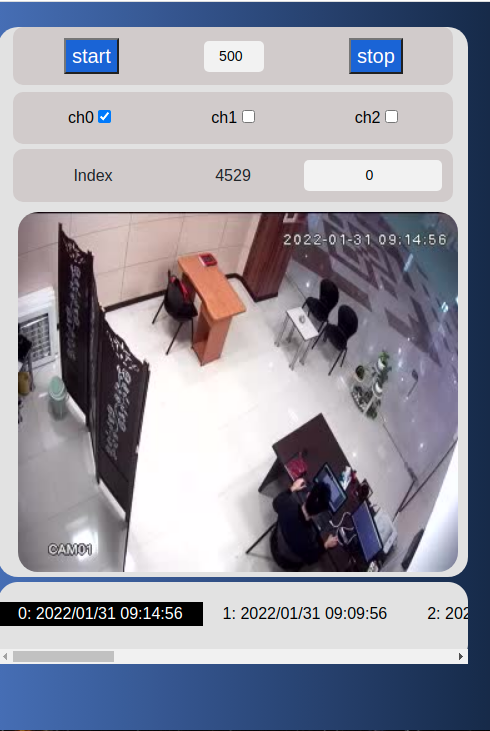 start 500 stop
ch0 ch1 ch2
Index 4529 0
2022-01-31 09:14:56
CAM01
0: 2022/01/31 09:14:56 1: 2022/01/31 09:09:56 2: 202